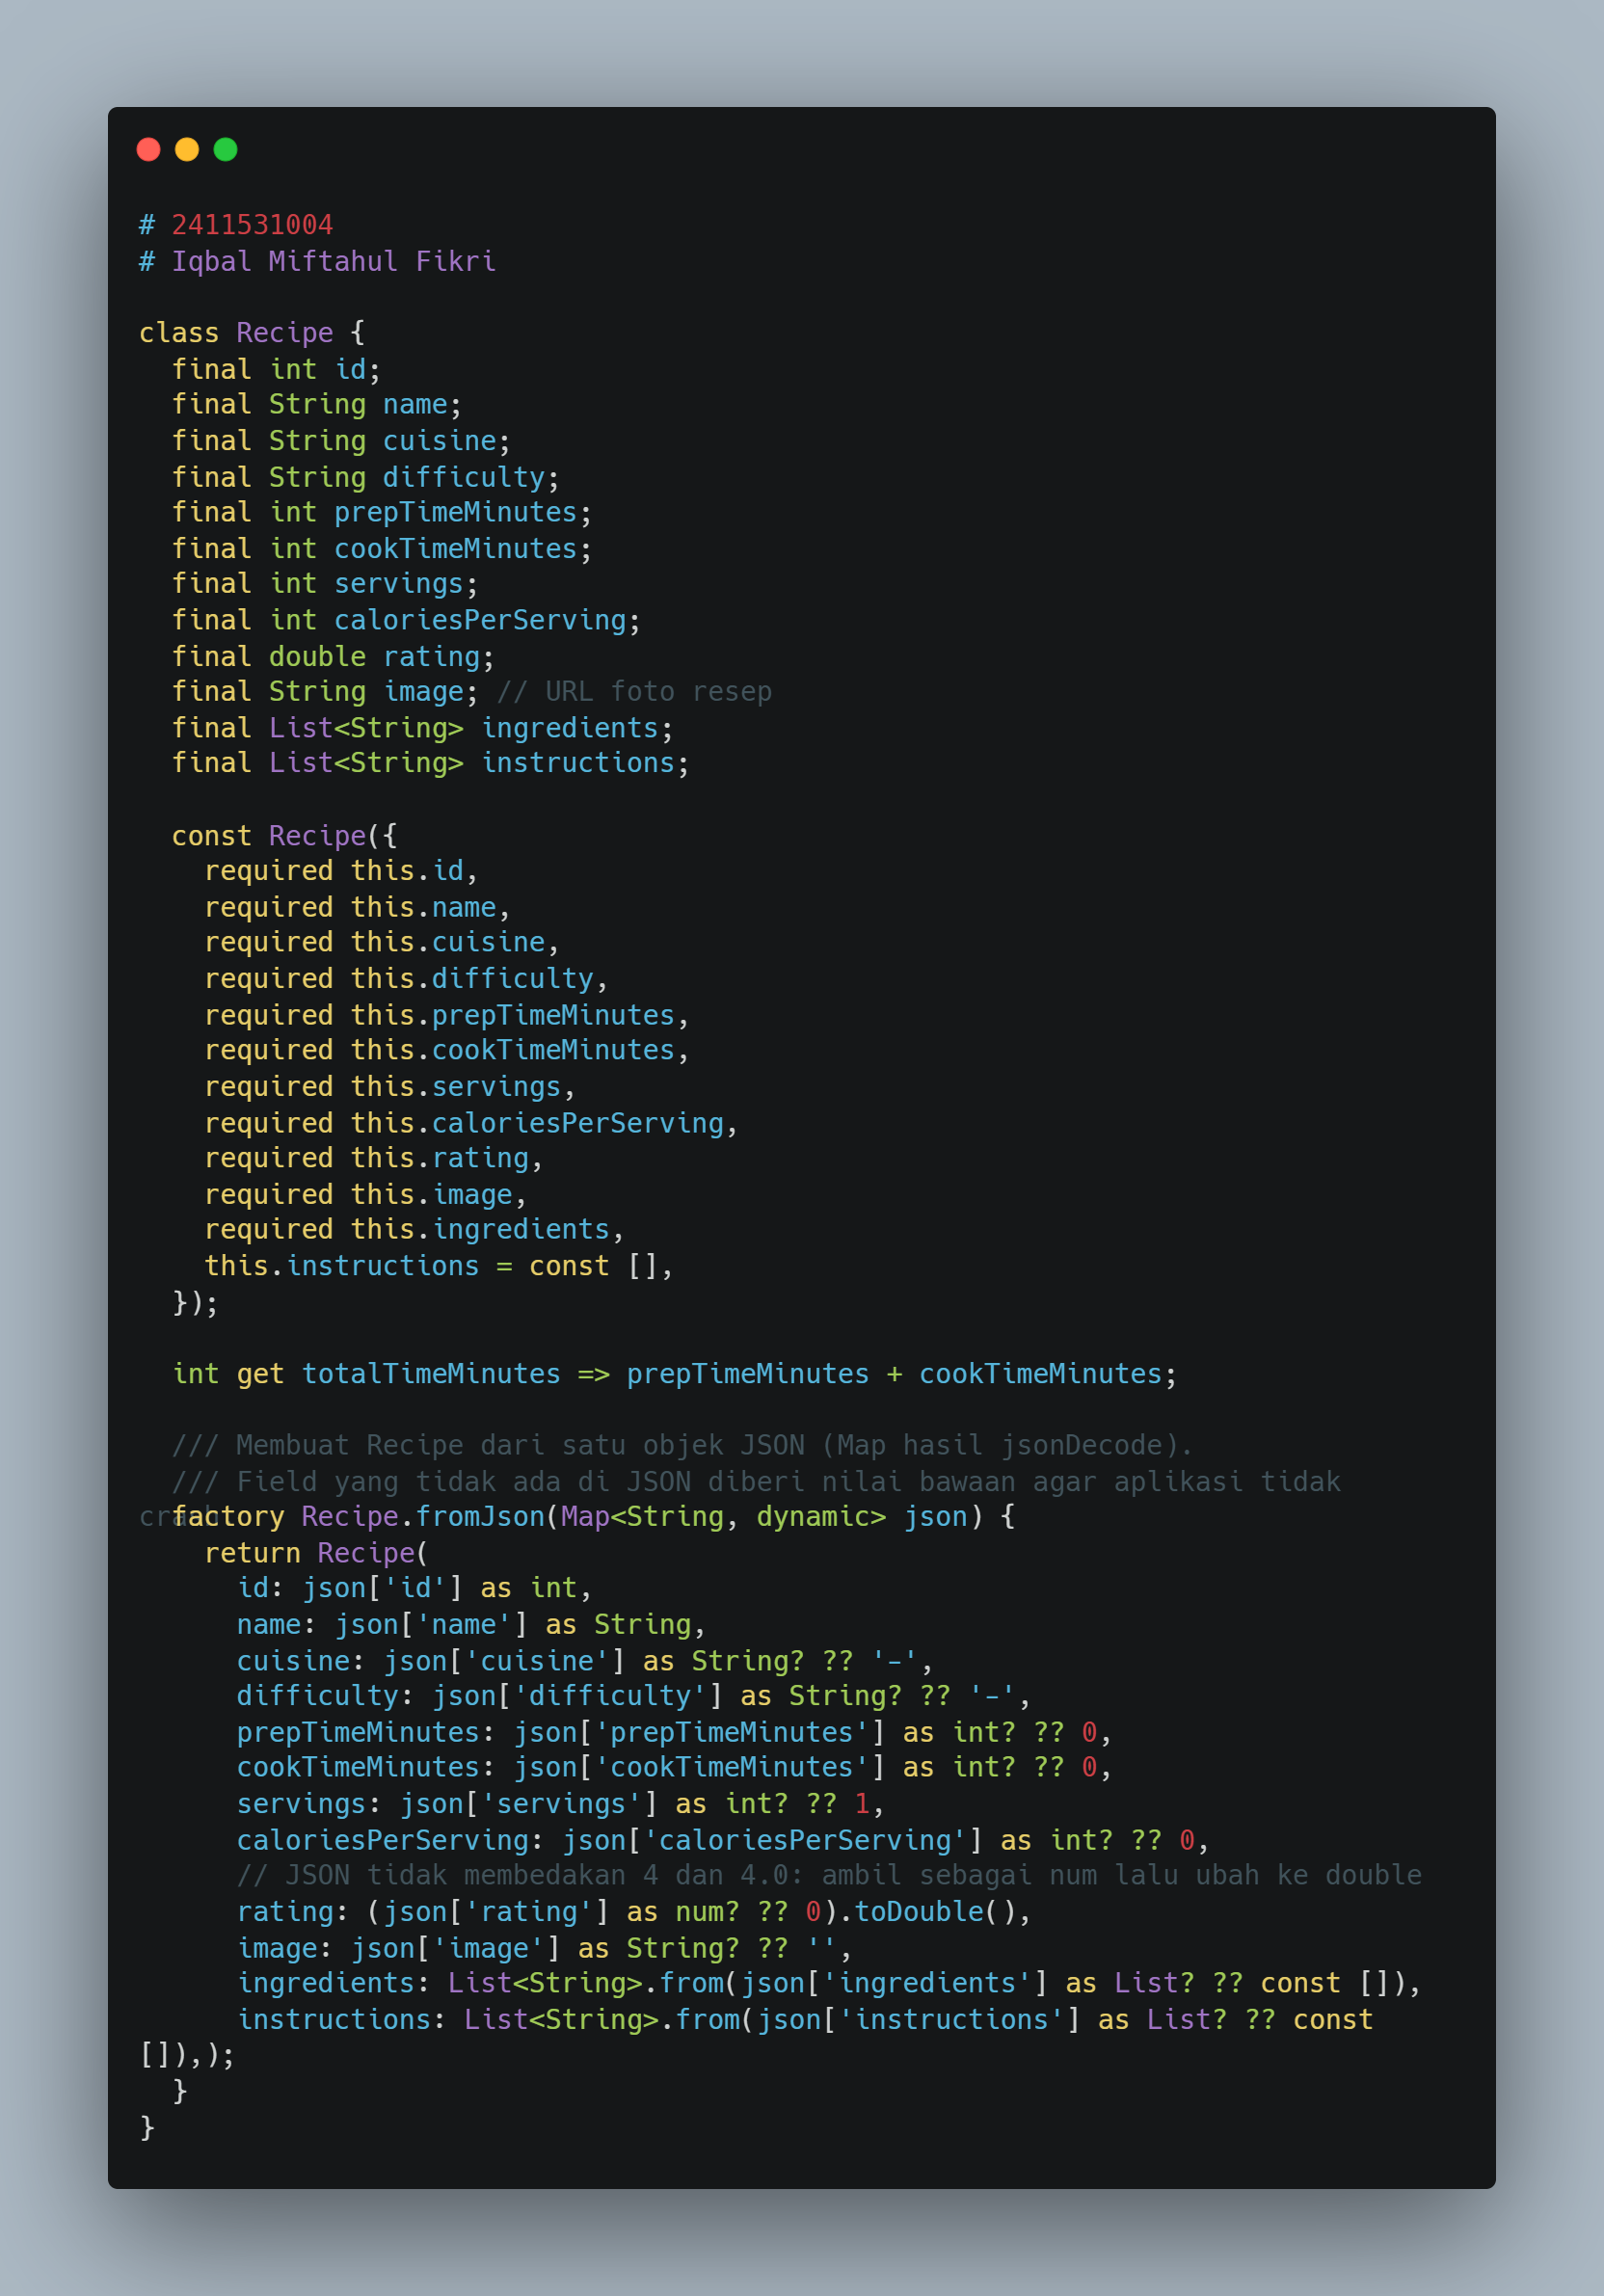 # 2411531004
# Iqbal Miftahul Fikri

class Recipe {
  final int id;
  final String name;
  final String cuisine;
  final String difficulty;
  final int prepTimeMinutes;
  final int cookTimeMinutes;
  final int servings;
  final int caloriesPerServing;
  final double rating;
  final String image; // URL foto resep
  final List<String> ingredients;
  final List<String> instructions;

  const Recipe({
    required this.id,
    required this.name,
    required this.cuisine,
    required this.difficulty,
    required this.prepTimeMinutes,
    required this.cookTimeMinutes,
    required this.servings,
    required this.caloriesPerServing,
    required this.rating,
    required this.image,
    required this.ingredients,
    this.instructions = const [],
  });

  int get totalTimeMinutes => prepTimeMinutes + cookTimeMinutes;

  /// Membuat Recipe dari satu objek JSON (Map hasil jsonDecode).
  /// Field yang tidak ada di JSON diberi nilai bawaan agar aplikasi tidak
  factory Recipe.fromJson(Map<String, dynamic> json) {
    return Recipe(
      id: json['id'] as int,
      name: json['name'] as String,
      cuisine: json['cuisine'] as String? ?? '-',
      difficulty: json['difficulty'] as String? ?? '-',
      prepTimeMinutes: json['prepTimeMinutes'] as int? ?? 0,
      cookTimeMinutes: json['cookTimeMinutes'] as int? ?? 0,
      servings: json['servings'] as int? ?? 1,
      caloriesPerServing: json['caloriesPerServing'] as int? ?? 0,
      // JSON tidak membedakan 4 dan 4.0: ambil sebagai num lalu ubah ke double
      rating: (json['rating'] as num? ?? 0).toDouble(),
      image: json['image'] as String? ?? '',
      ingredients: List<String>.from(json['ingredients'] as List? ?? const []),
      instructions: List<String>.from(json['instructions'] as List? ?? const
[]),);
  }
}